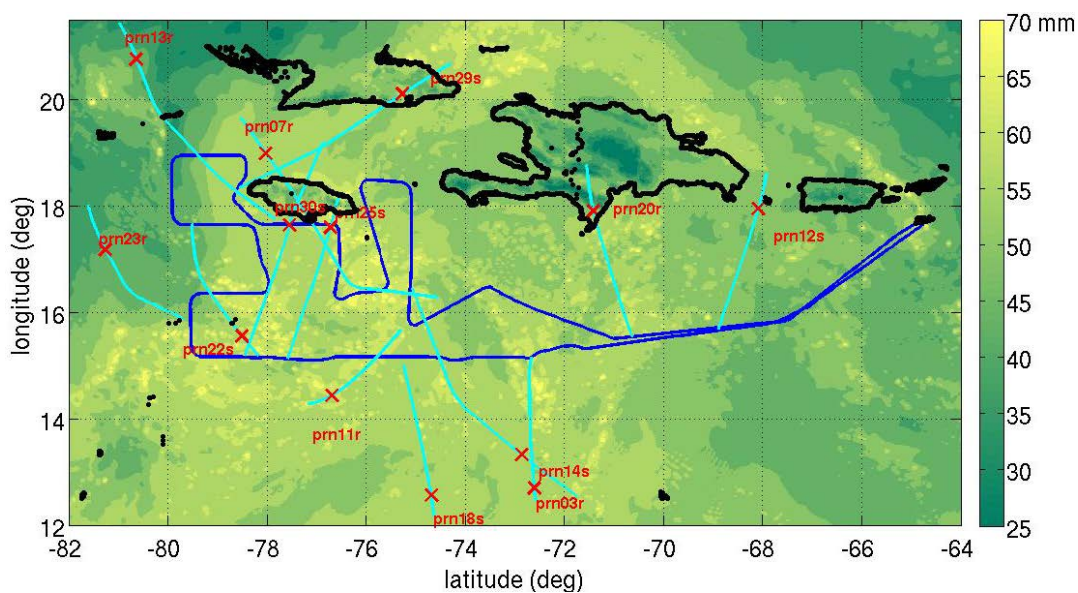 70 mm
prn13r
65
prn29s
20
60
prn07r
55
18
prn30s
prn25s
prn20r
50
prn23r
prn12s
45
longitude (deg)
16
prn22s
40
35
14
prn11r
prn14s
30
prn03r
prn18s
12
25
-82
-80
-78
-76
-74
-72
-70
-68
-66
-64
latitude (deg)